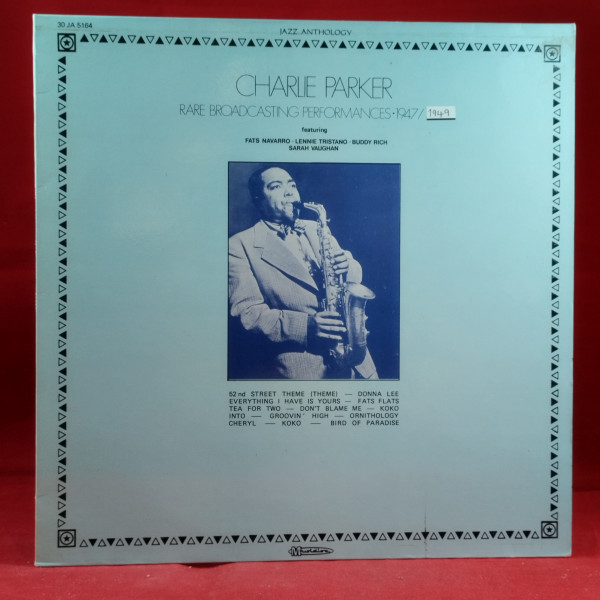 30 JA 5164
JAZZ ANTHOLOGY
CHARLIE PARKER
RARE BROADCASTING PERFORMANCES • 1947/1949
featuring
FATS NAVARRO - LENNIE TRISTANO - BUDDY RICH
SARAH VAUGHAN
52nd STREET THEME (THEME) — DONNA LEE
EVERYTHING I HAVE IS YOURS — FATS FLATS
TEA FOR TWO — DON'T BLAME ME — KOKO
INTO — GROOVIN' HIGH — ORNITHOLOGY
CHERYL — KOKO — BIRD OF PARADISE
Musidisc